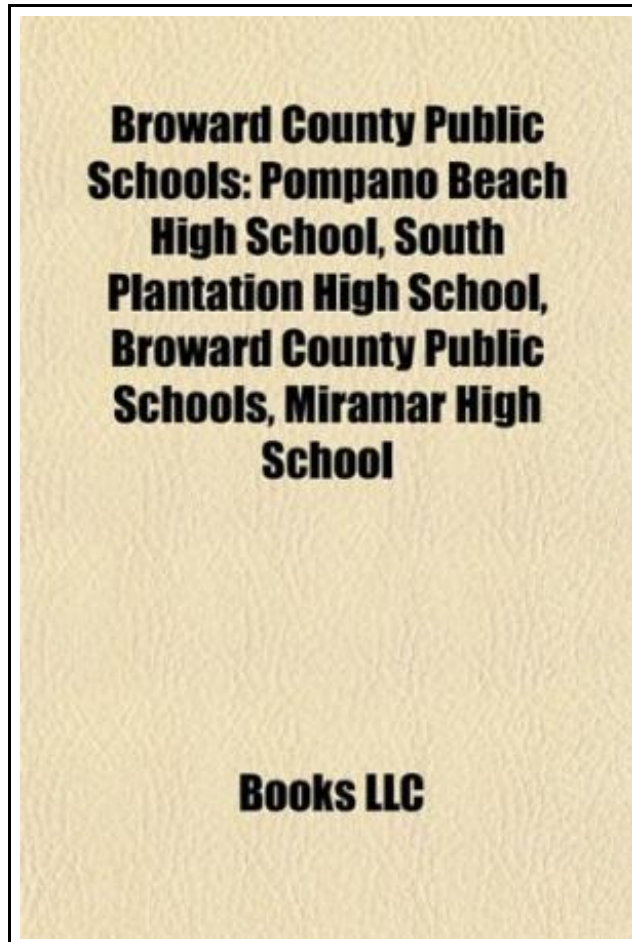 Broward County Public
Schools: Pompano Beach
High School, South
Plantation High School,
Broward County Public
Schools, Miramar High
School
Books LLC